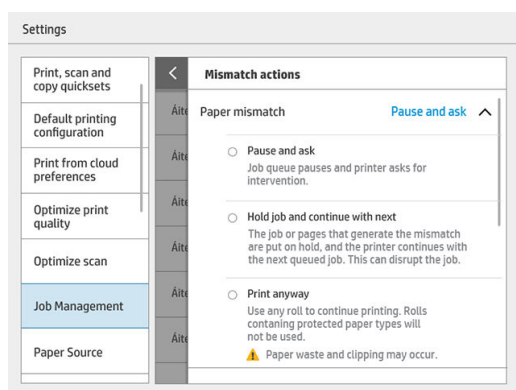 Settings
Print, scan and
copy quicksets
Default printing
configuration
Print from cloud
preferences
Optimize print
quality
Optimize scan
Job Management
Paper Source
Mismatch actions
Paper mismatch
Pause and ask
Pause and ask
Job queue pauses and printer asks for
intervention.
Hold job and continue with next
The job or pages that generate the mismatch
are put on hold, and the printer continues with
the next queued job. This can disrupt the job.
Print anyway
Use any roll to continue printing. Rolls
contaning protected paper types will
not be used.
Paper waste and clipping may occur.